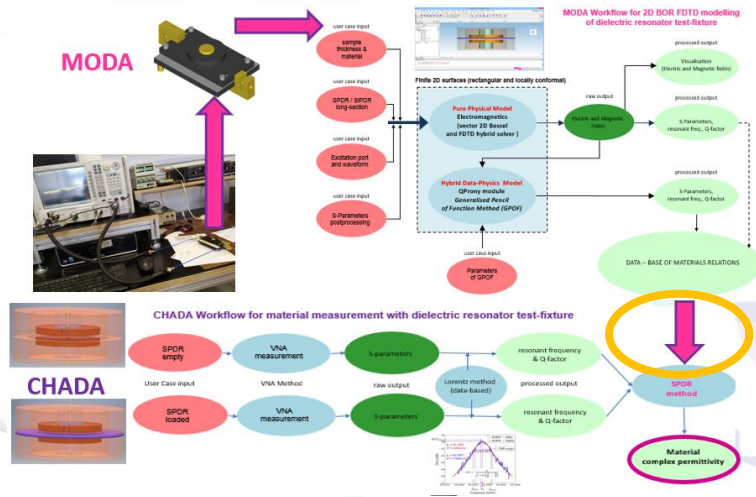 MODA
user case input
sample
thickness &
material
user case input
SPDR / SiPDR
long-section
user case input
Excitation port
and waveform
user case input
S-Parameters
postprocessing
MODA Workflow for 2D BOR FDTD modelling
of dielectric resonator test-fixture
Finite 2D surfaces (rectangular and locally conformal)
Pure Physical Model
Electromagnetics
(vector 2D Bessel
and FDTD hybrid solver )
Hybrid Data-Physics Model
QProny module
Generalised Pencil
of Function Method (GPOF)
user case input
Parameters
of GPOF
raw output
Electric and Magnetic
Fields
processed output
Visualisation
(Electric and Magnetic fields)
processed output
S-Parameters,
resonant freq., Q-factor
processed output
S-Parameters,
resonant freq., Q-factor
DATA – BASE OF MATERIALS RELATIONS
CHADA Workflow for material measurement with dielectric resonator test-fixture
CHADA
SPDR
empty
VNA
measurement
S-parameters
resonant frequency
& Q-factor
User Case input
VNA Method
raw output
Lorentz method
(data-based)
processed output
SPDR
method
SPDR
loaded
VNA
measurement
S-parameters
resonant frequency
& Q-factor
Material
complex permittivity